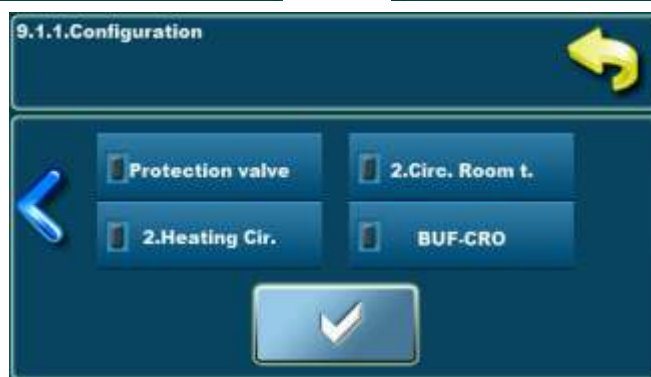 9.1.1.Configuration
Protection valve
2.Circ. Room t.
2.Heating Cir.
BUF-CRO